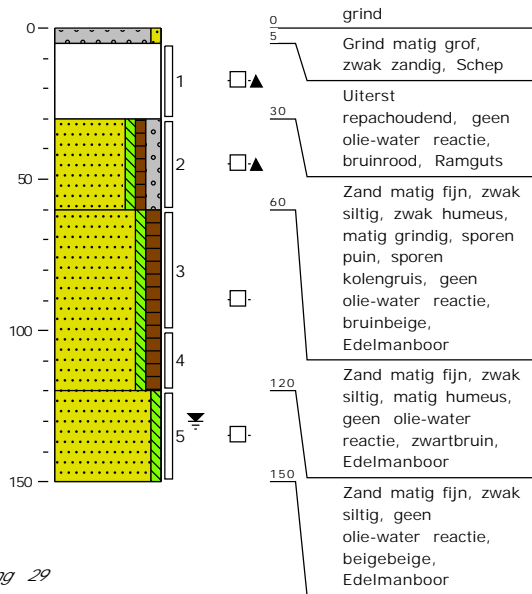 0
50
100
150
1
2
3
4
5
0
5
30
60
120
150
grind
Grind matig grof,
zwak zandig, Schep
Uiterst
repachoudend, geen
olie-water reactie,
bruinrood, Ramguts
Zand matig fijn, zwak
siltig, zwak humeus,
matig grindig, sporen
puin, sporen
kolengruis, geen
olie-water reactie,
bruinbeige,
Edelmanboor
Zand matig fijn, zwak
siltig, matig humeus,
geen olie-water
reactie, zwartbruin,
Edelmanboor
Zand matig fijn, zwak
siltig, geen
olie-water reactie,
beigebeige,
Edelmanboor
29